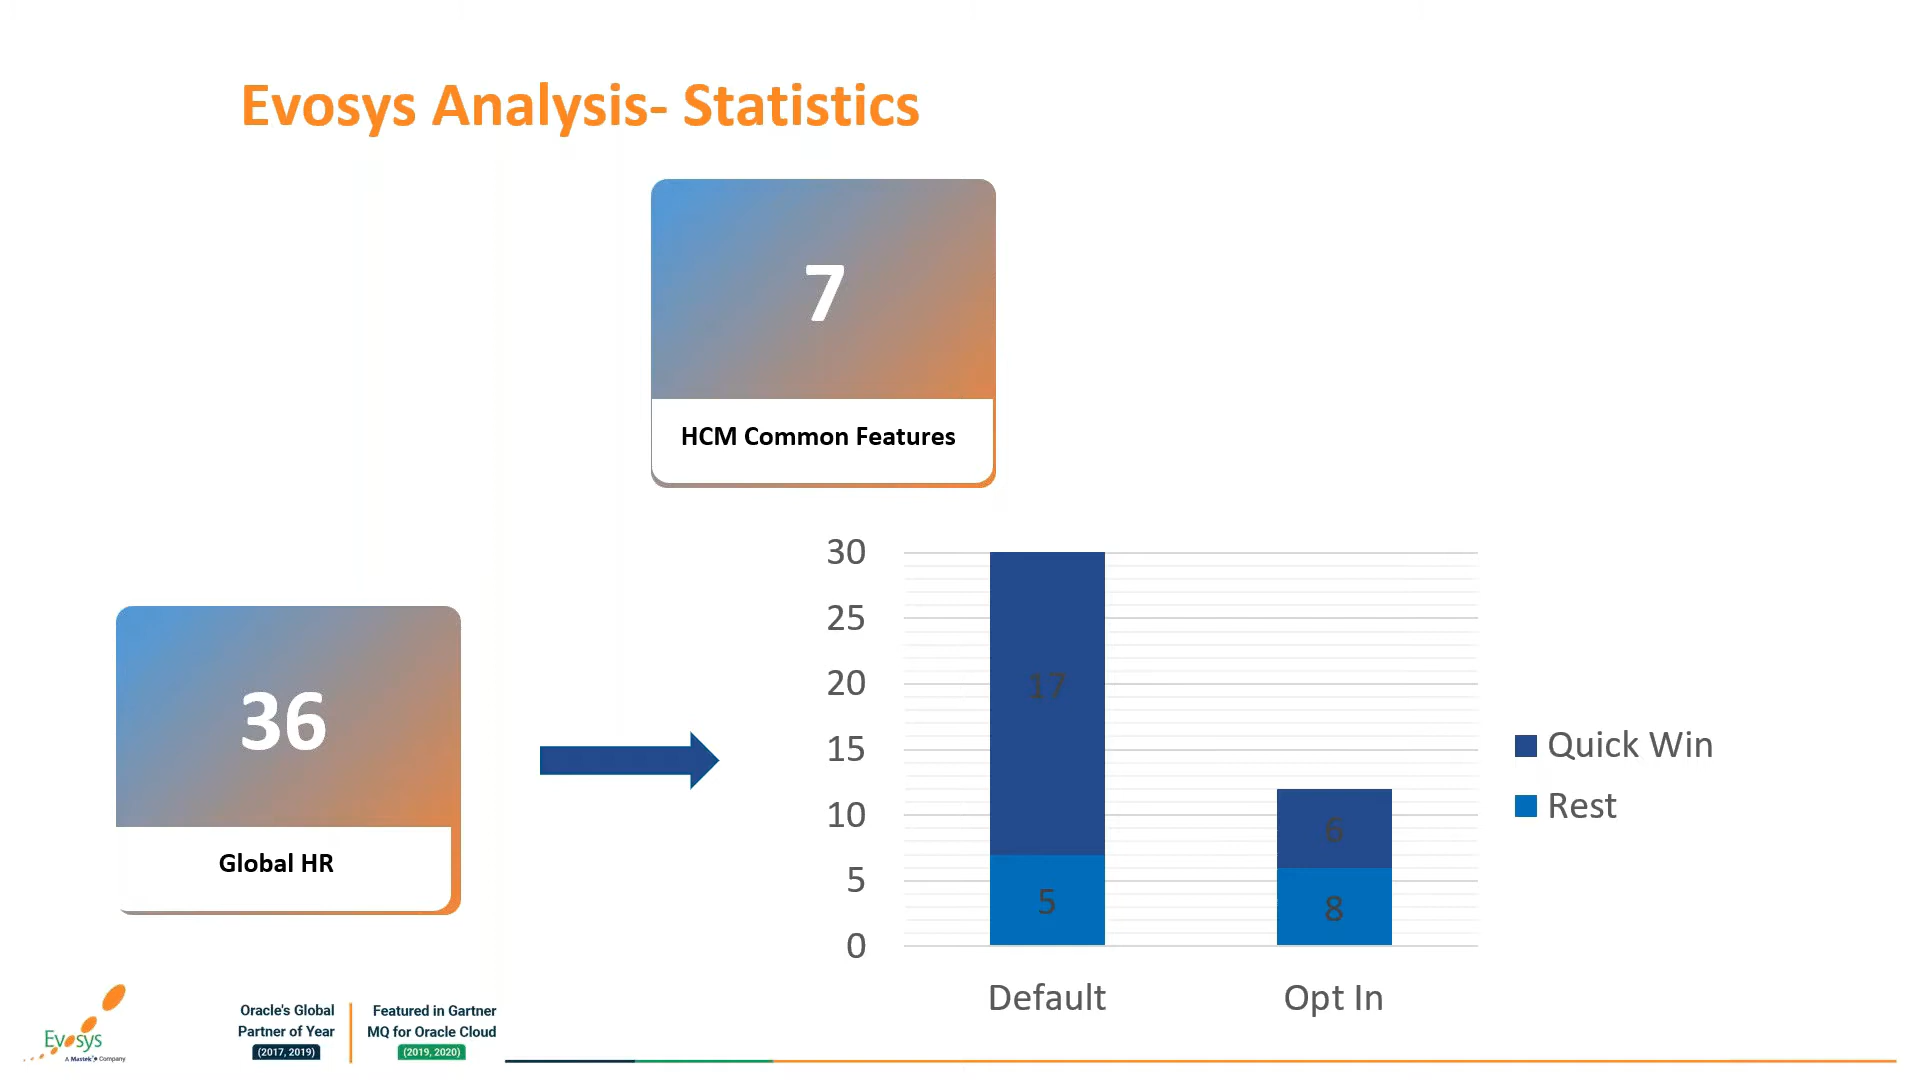 Evosys Analysis- Statistics
7
HCM Common Features
36
Global HR
30
25
20
15
10
5
0
17
5
6
8
Default
Opt In
Quick Win
Rest
Evosys
A Mastek Company
Oracle's Global
Partner of Year
(2017, 2019)
Featured in Gartner
MQ for Oracle Cloud
(2019, 2020)